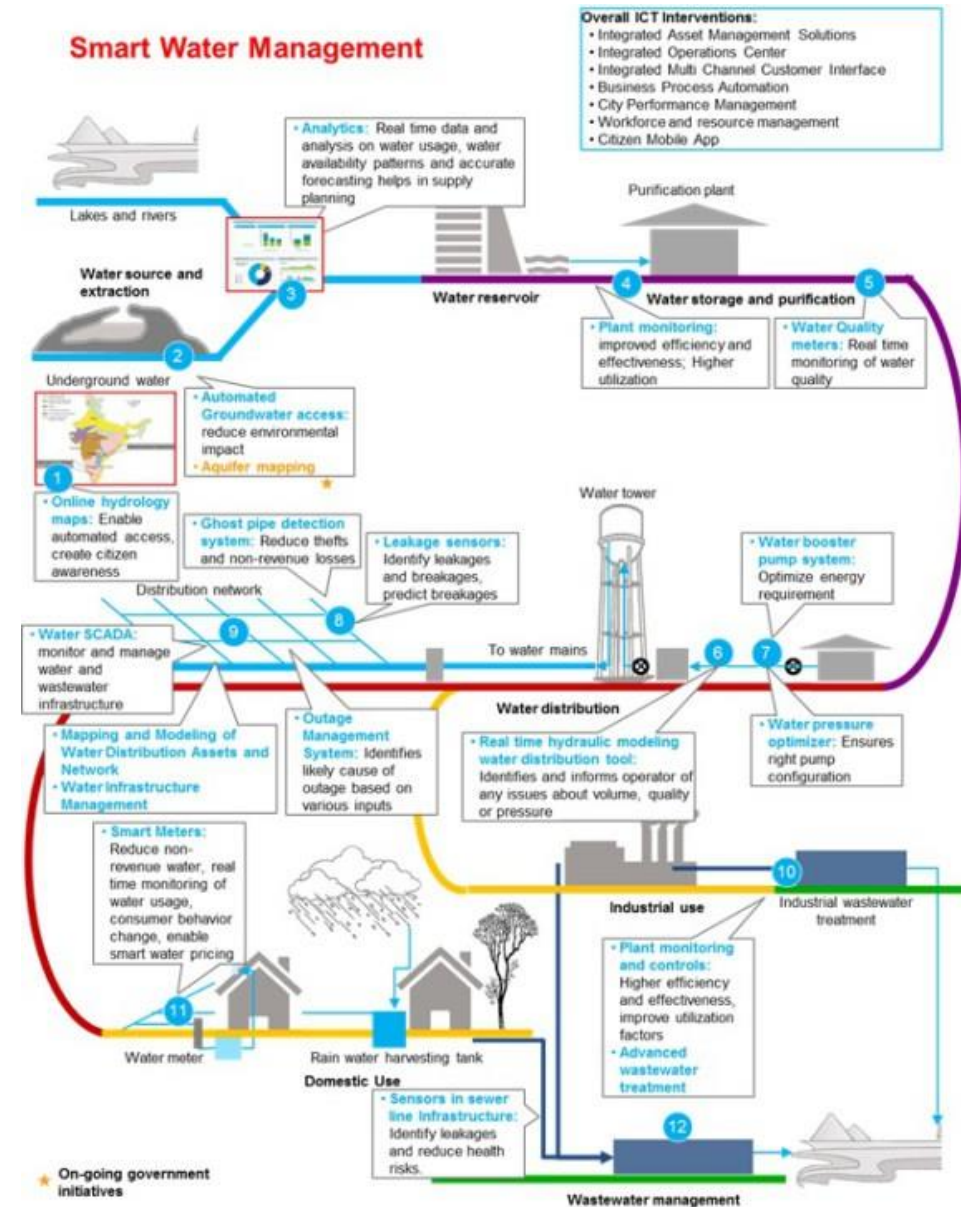 Smart Water Management
Overall ICT Interventions:
• Integrated Asset Management Solutions
• Integrated Operations Center
• Integrated Multi Channel Customer Interface
• Business Process Automation
• City Performance Management
• Workforce and resource management
• Citizen Mobile App
• Analytics: Real time data and
analysis on water usage, water
availability patterns and accurate
forecasting helps in supply
planning
Lakes and rivers
Purification plant
Water source and
extraction
3
Water reservoir
4
Water storage and purification
5
2
Underground water
• Plant monitoring:
improved efficiency and
effectiveness; Higher
utilization
• Water Quality
meters: Real time
monitoring of water
quality
• Automated
Groundwater access:
reduce environmental
impact
• Aquifer mapping
1
• Online hydrology
maps: Enable
automated access,
create citizen
awareness
• Ghost pipe detection
system: Reduce thefts
and non-revenue losses
• Leakage sensors:
Identify leakages
and breakages,
predict breakages
Water tower
• Water booster
pump system:
Optimize energy
requirement
Distribution network
8
9
• Water SCADA:
monitor and manage
water and
wastewater
infrastructure
To water mains
6
7
Water distribution
• Mapping and Modeling of
Water Distribution Assets and
Network
• Water Infrastructure
Management
• Outage
Management
System: Identifies
likely cause of
outage based on
various inputs
• Real time hydraulic modeling
water distribution tool:
Identifies and informs operator of
any issues about volume, quality
or pressure
• Water pressure
optimizer: Ensures
right pump
configuration
• Smart Meters:
Reduce non-
revenue water, real
time monitoring of
water usage,
consumer behavior
change, enable
smart water pricing
10
Industrial use
Industrial wastewater
treatment
• Plant monitoring
and controls:
Higher efficiency
and effectiveness,
improve utilization
factors
• Advanced
wastewater
treatment
11
Water meter
Rain water harvesting tank
Domestic Use
• Sensors in sewer
line Infrastructure:
Identify leakages
and reduce health
risks.
12
Wastewater management
On-going government
initiatives